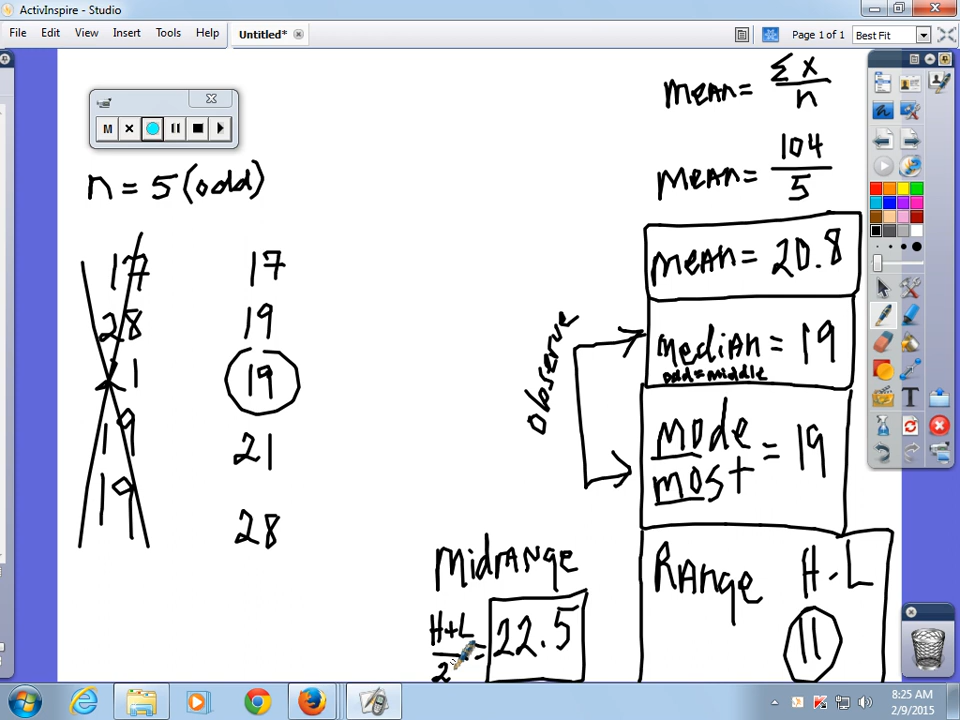 ActivInspire - Studio
File Edit View Insert Tools Help Untitled* Page 1 of 1 Best Fit
M
n = 5 (odd)
17
28
21
19
19
17
19
19
21
28
mean = Σx/n
mean = 104/5
mean = 20.8
median = 19
odd = middle
observe
mode = 19
most
Midrange
H+L/2 = 22.5
Range H-L
11
8:25 AM
2/9/2015